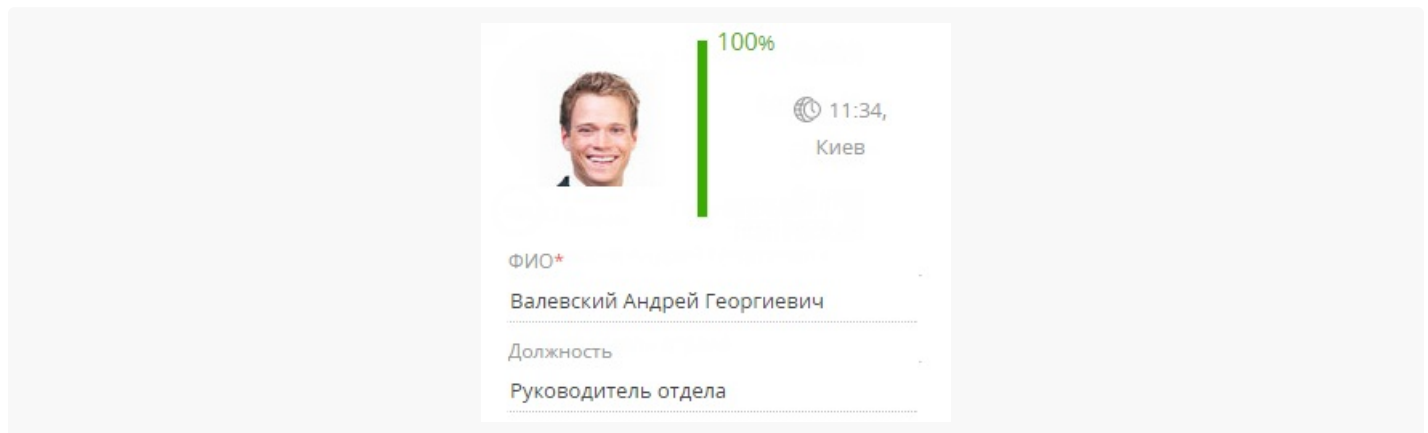 100%
11:34,
Киев
ФИО*
Валевский Андрей Георгиевич
Должность
Руководитель отдела